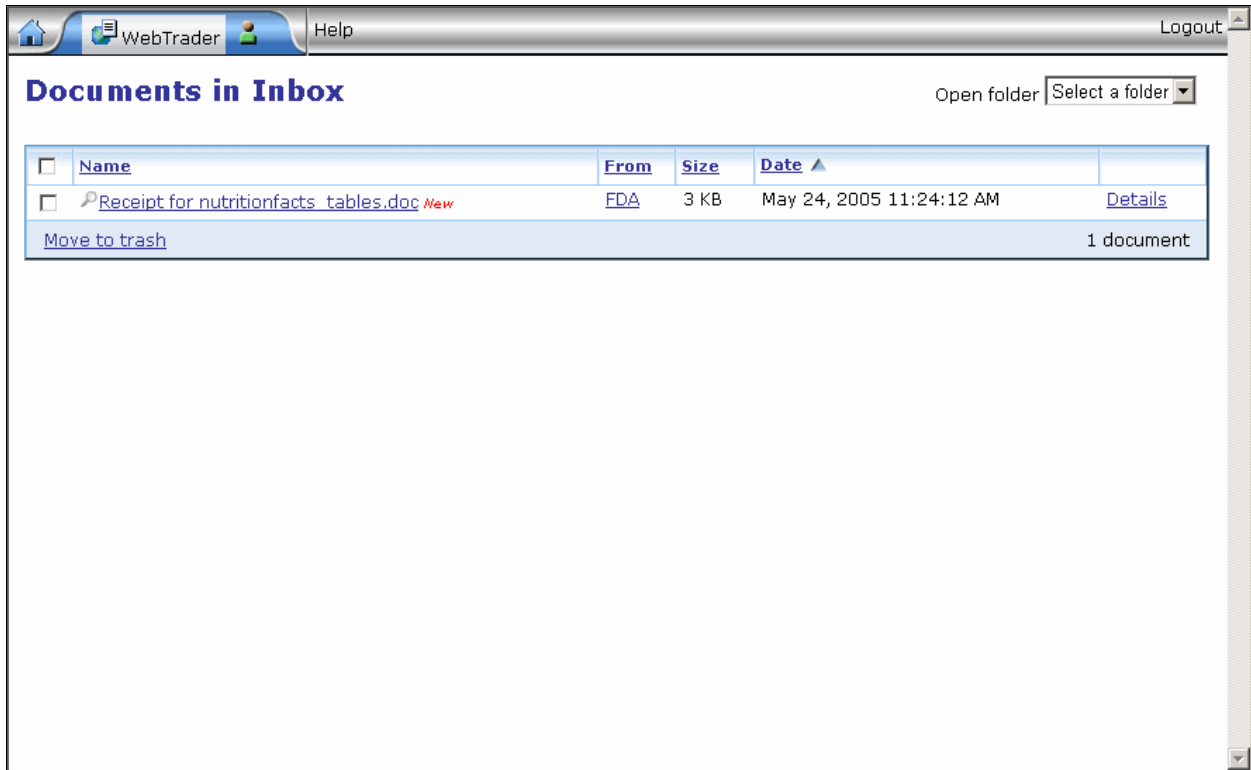 WebTrader Help Logout
Documents in Inbox
Open folder Select a folder
Name From Size Date
Receipt for nutritionfacts_tables.doc New FDA 3 KB May 24, 2005 11:24:12 AM Details
Move to trash 1 document